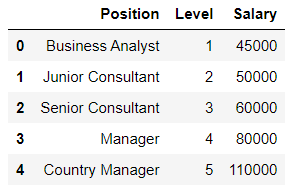 Position Level Salary
0 Business Analyst 1 45000
1 Junior Consultant 2 50000
2 Senior Consultant 3 60000
3 Manager 4 80000
4 Country Manager 5 110000